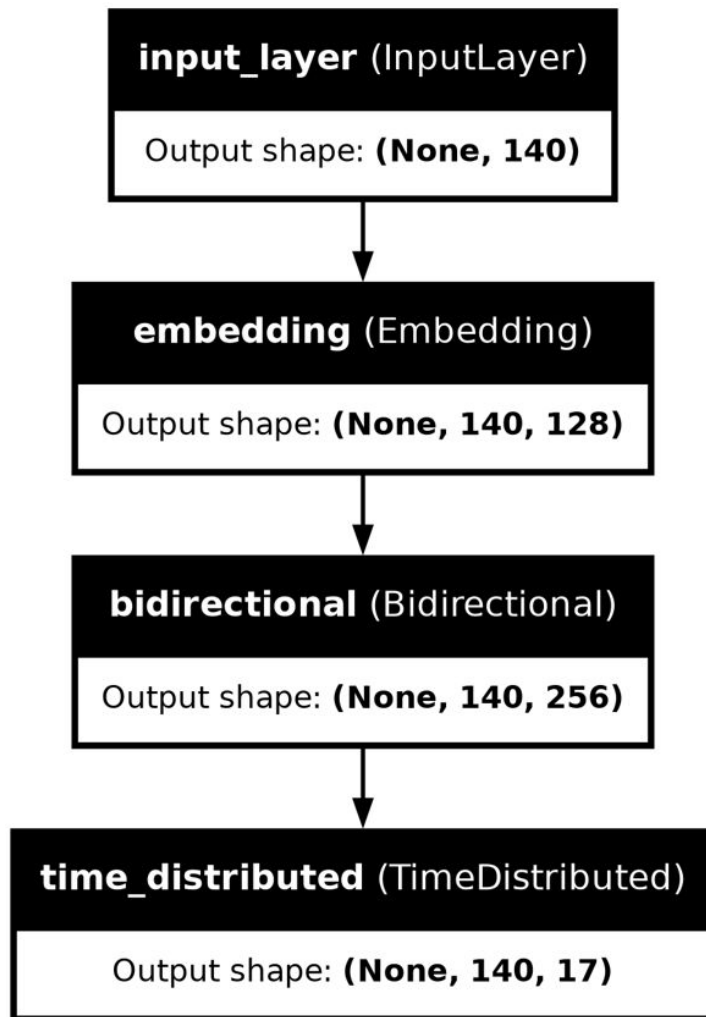 input_layer (InputLayer)
Output shape: (None, 140)
embedding (Embedding)
Output shape: (None, 140, 128)
bidirectional (Bidirectional)
Output shape: (None, 140, 256)
time_distributed (TimeDistributed)
Output shape: (None, 140, 17)